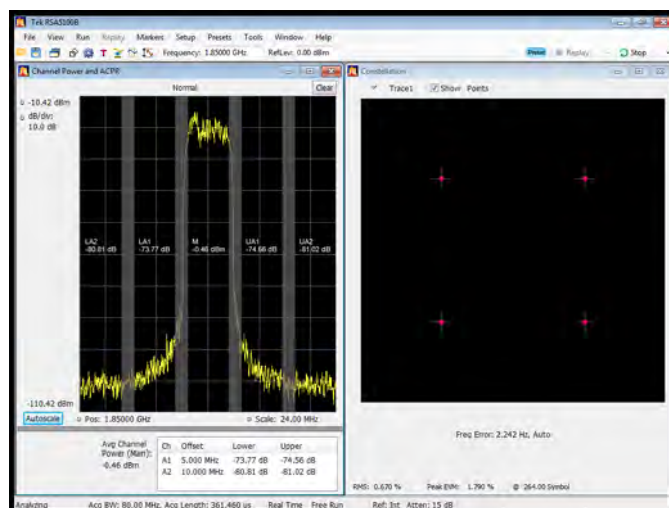 Tek RSA5100B
File View Run Replay Markers Setup Presets Tools Window Help
Frequency: 1.85000 GHz RefLev: 0.00 dBm
Preset Replay Stop
Channel Power and ACPR
Normal
Clear
-10.42 dBm
dB/div:
10.0 dB
LA2
-80.81 dB
LA1
-73.77 dB
M
-0.46 dBm
UA1
-74.56 dB
UA2
-81.02 dB
-110.42 dBm
Autoscale
Pos: 1.85000 GHz
Scale: 24.00 MHz
Avg Channel
Power (Main):
-0.46 dBm
Ch Offset Lower Upper
A1 5.000 MHz -73.77 dB -74.56 dB
A2 10.000 MHz -80.81 dB -81.02 dB
Constellation
Trace1 Show Points
Freq Error: 2.242 Hz, Auto
RMS: 0.670 % Peak EVM: 1.790 % @ 264.00 Symbol
Analyzing Acq BW: 80.00 MHz, Acq Length: 361.460 us Real Time Free Run Ref: Int Atten: 15 dB